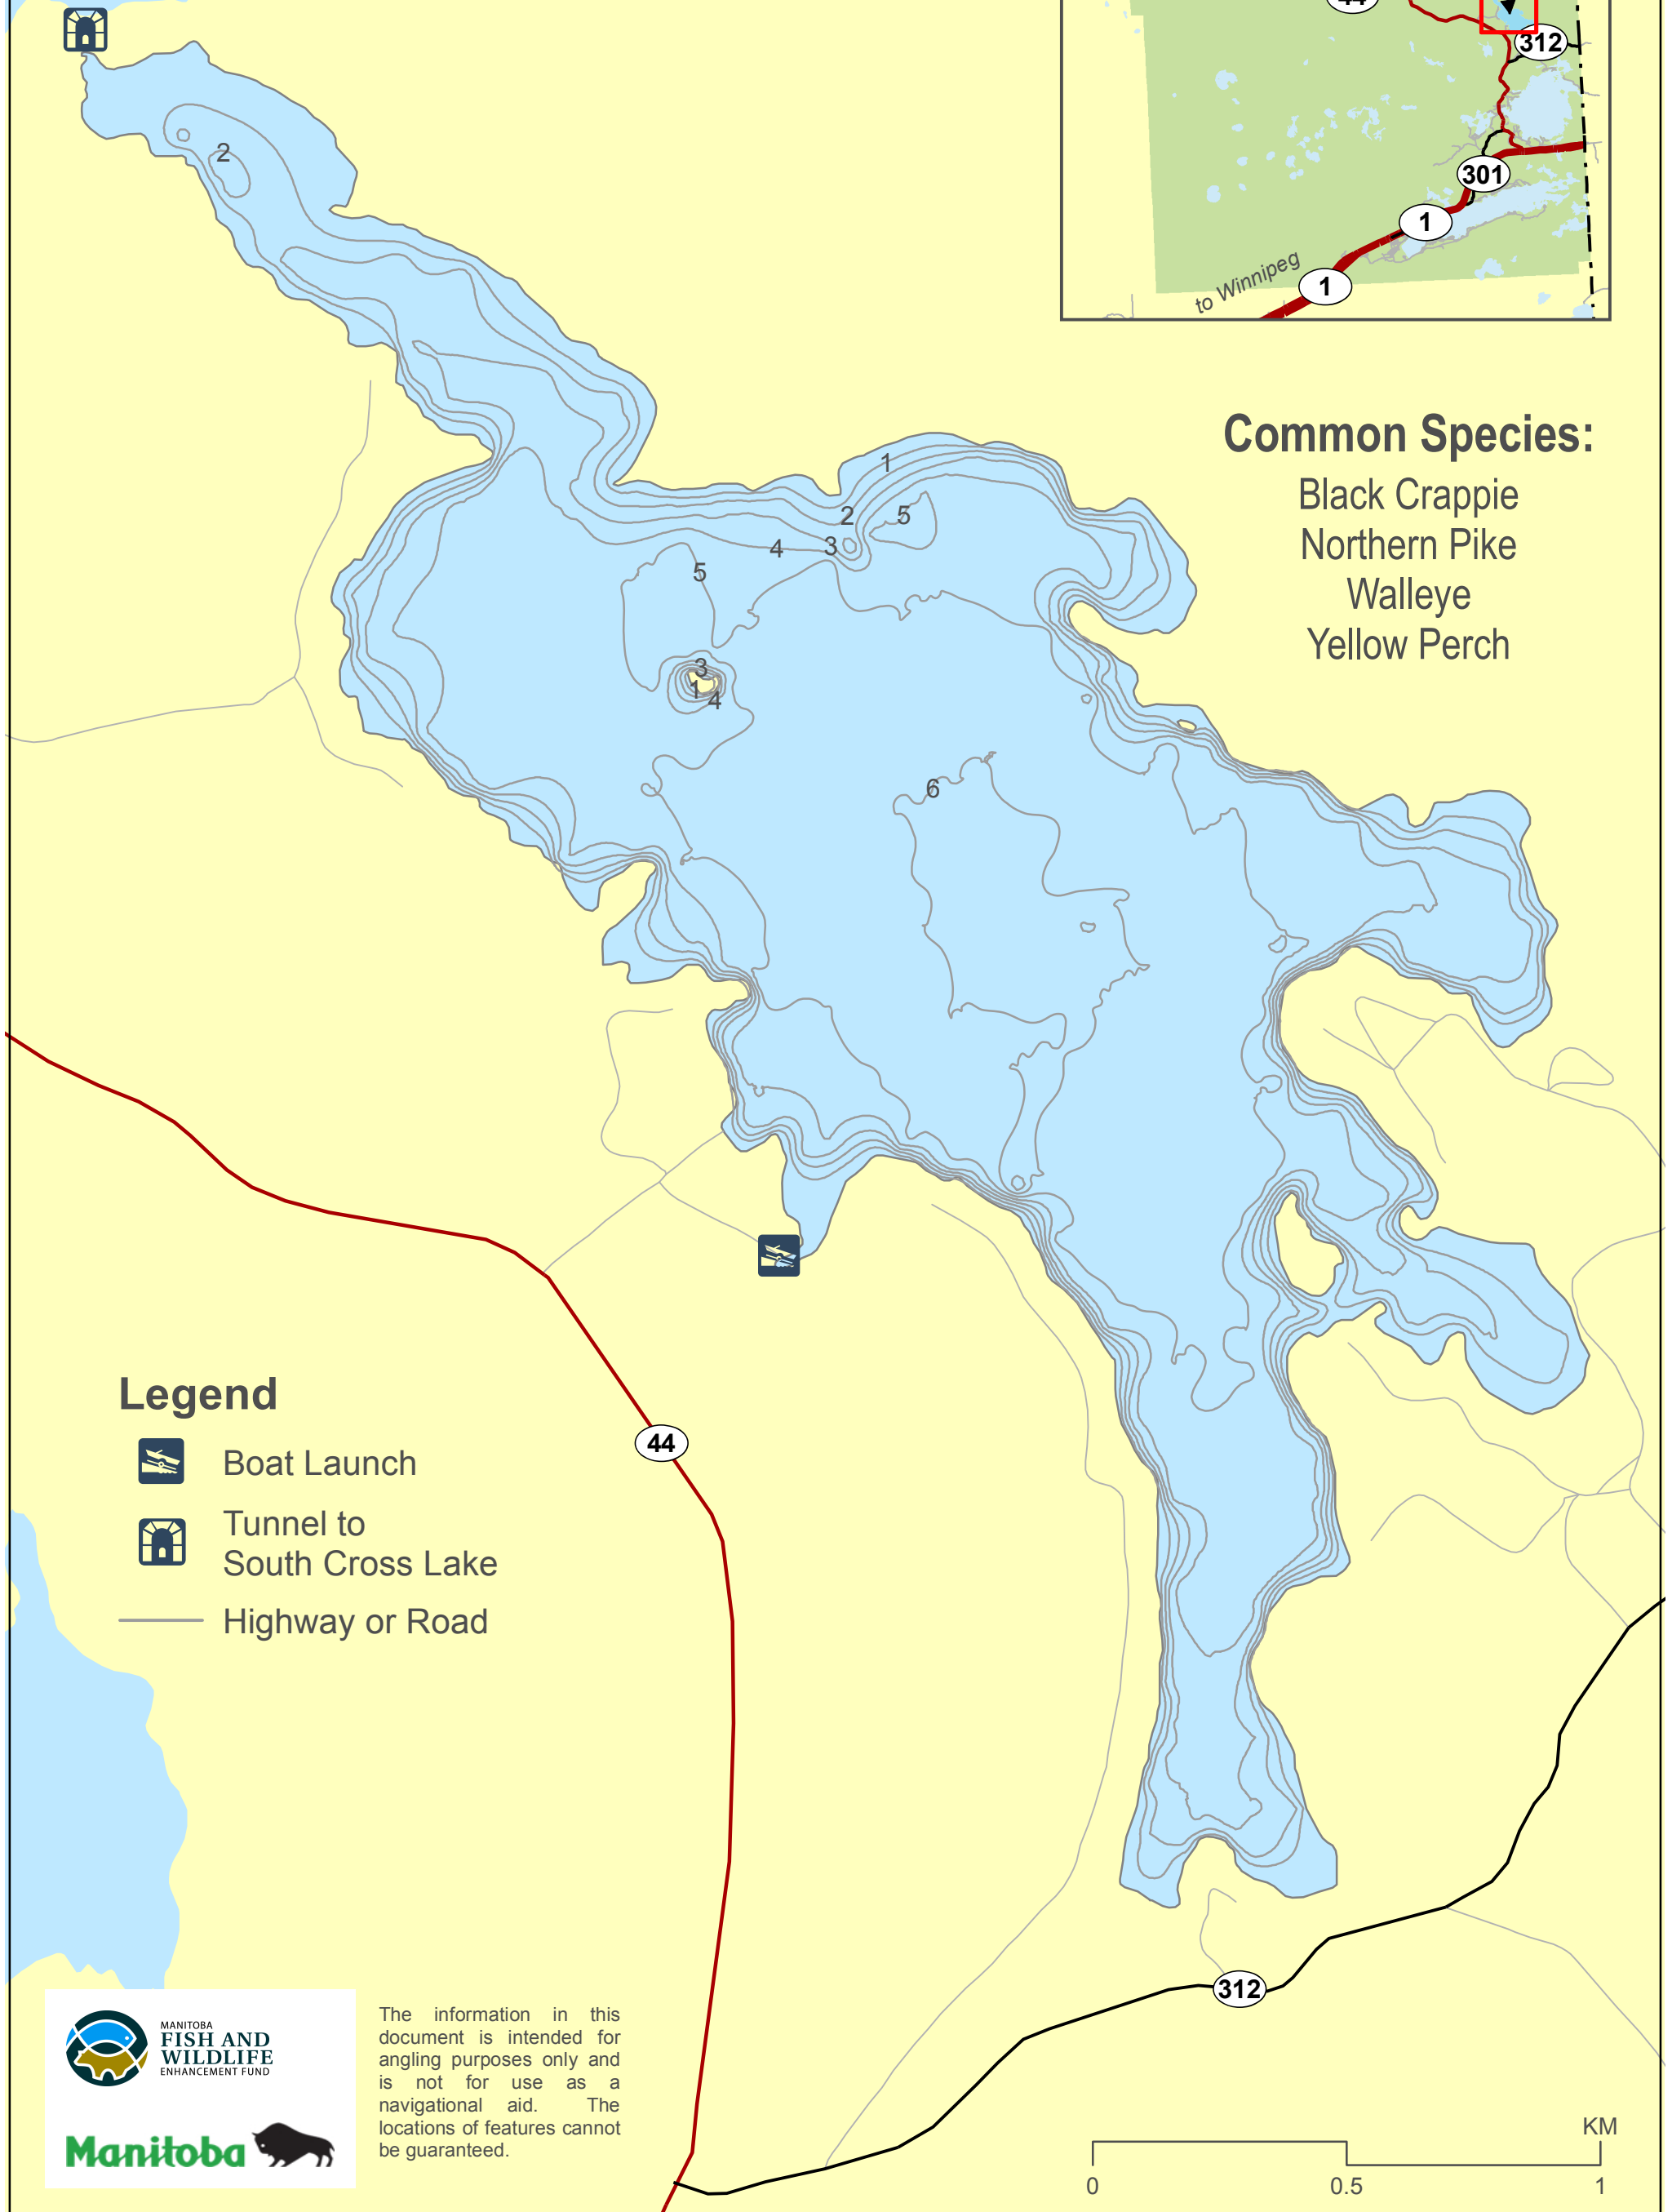 312
301
1
1
to Winnipeg
Common Species:
Black Crappie
Northern Pike
Walleye
Yellow Perch
2
1
2
5
3
4
5
3
1
4
6
Legend
Boat Launch
Tunnel to
South Cross Lake
Highway or Road
44
312
MANITOBA
FISH AND
WILDLIFE
ENHANCEMENT FUND
Manitoba
The information in this
document is intended for
angling purposes only and
is not for use as a
navigational aid. The
locations of features cannot
be guaranteed.
KM
0 0.5 1